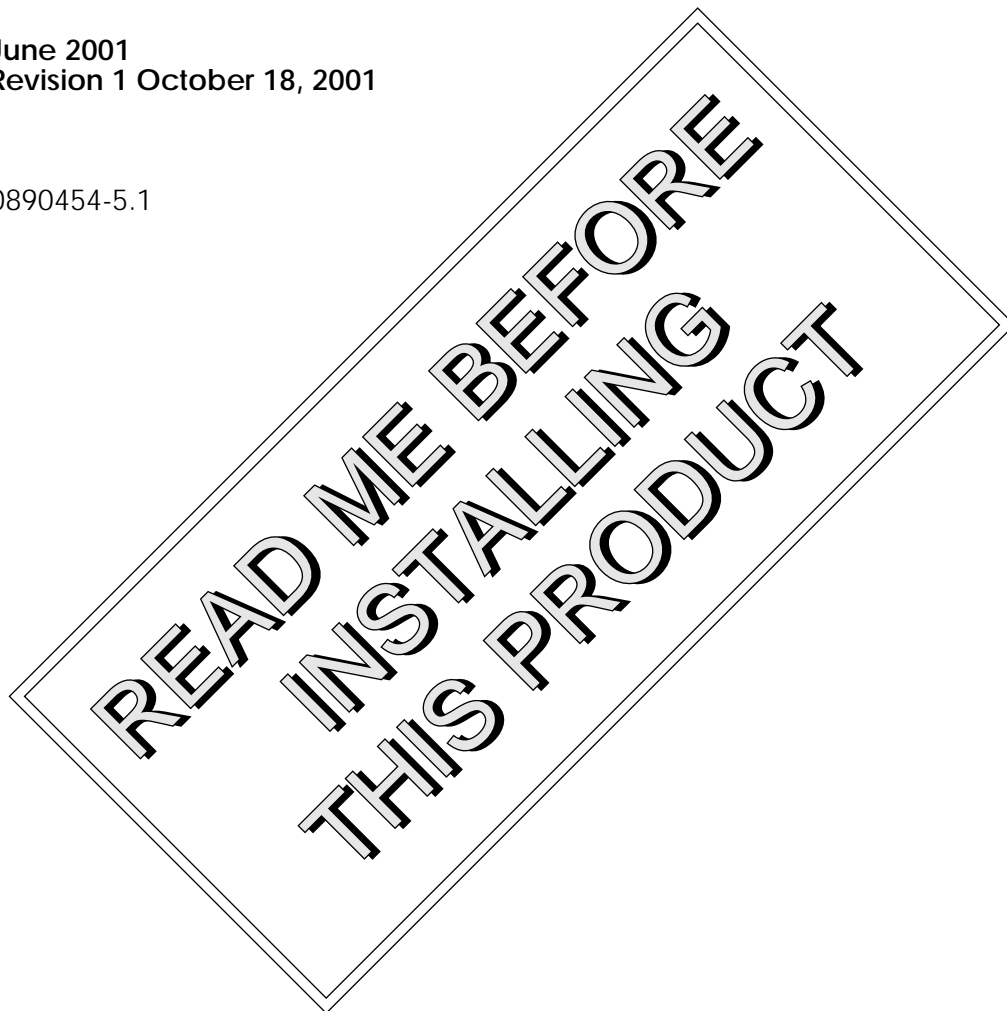 June 2001
Revision 1 October 18, 2001
0890454-5.1
READ ME BEFORE
INSTALLING
THIS PRODUCT